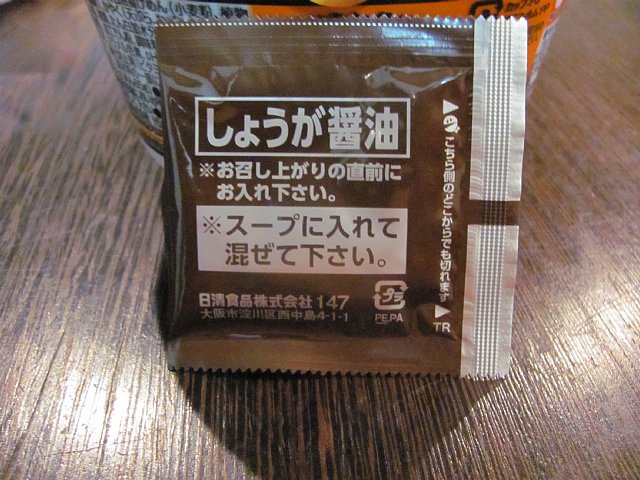 しょうが醤油
※お召し上がりの直前に
お入れ下さい。
※スープに入れて
混ぜて下さい。
日清食品株式会社 147
大阪市淀川区西中島4-1-1
プラ
PE,PA
こちら側のどこからでも切れます
TR